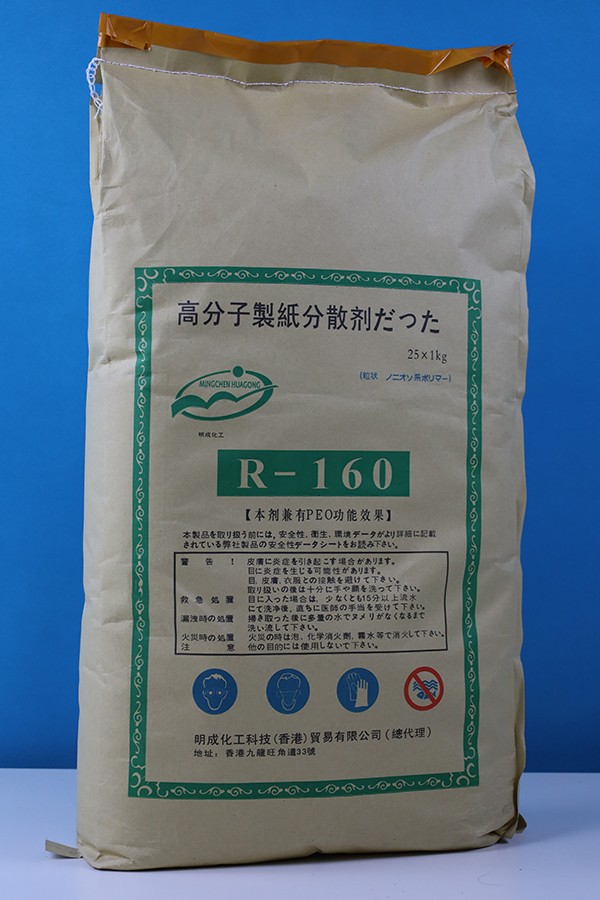 高分子製紙分散剤だつた
25×1kg
(粒状 ノニオソ系ポリマー)
MINGCHEN HUAGONG
明成化工
R-160
【本剤兼有PEO功能效果】
本製品を取り扱う前には，安全性、衛生、環境データがより詳細に記載
されている弊社製品の安全性データシートをお読み下さい。
警告！ 皮膚に炎症を引き起こす場合があります。
目に炎症を生じる可能性があります。
目、皮膚、衣服との接触を避けて下さい。
取り扱いの後は十分に手や顔を洗って下さい。
救急処置 目に入った場合は、少なくとも15分以上流水
にて洗浄後，直ちに医師の手当を受けて下さい。
漏洩時の処置 掃き取った後に多量の水でヌメリがなくなるまで
洗い流して下さい。
火災時の処置 火災の時は泡、化学消火剤，霧水等で消火して下さい。
注意 他の目的には使用しないで下さい。
明成化工科技(香港)貿易有限公司(總代理)
地址：香港九龍旺角道33號